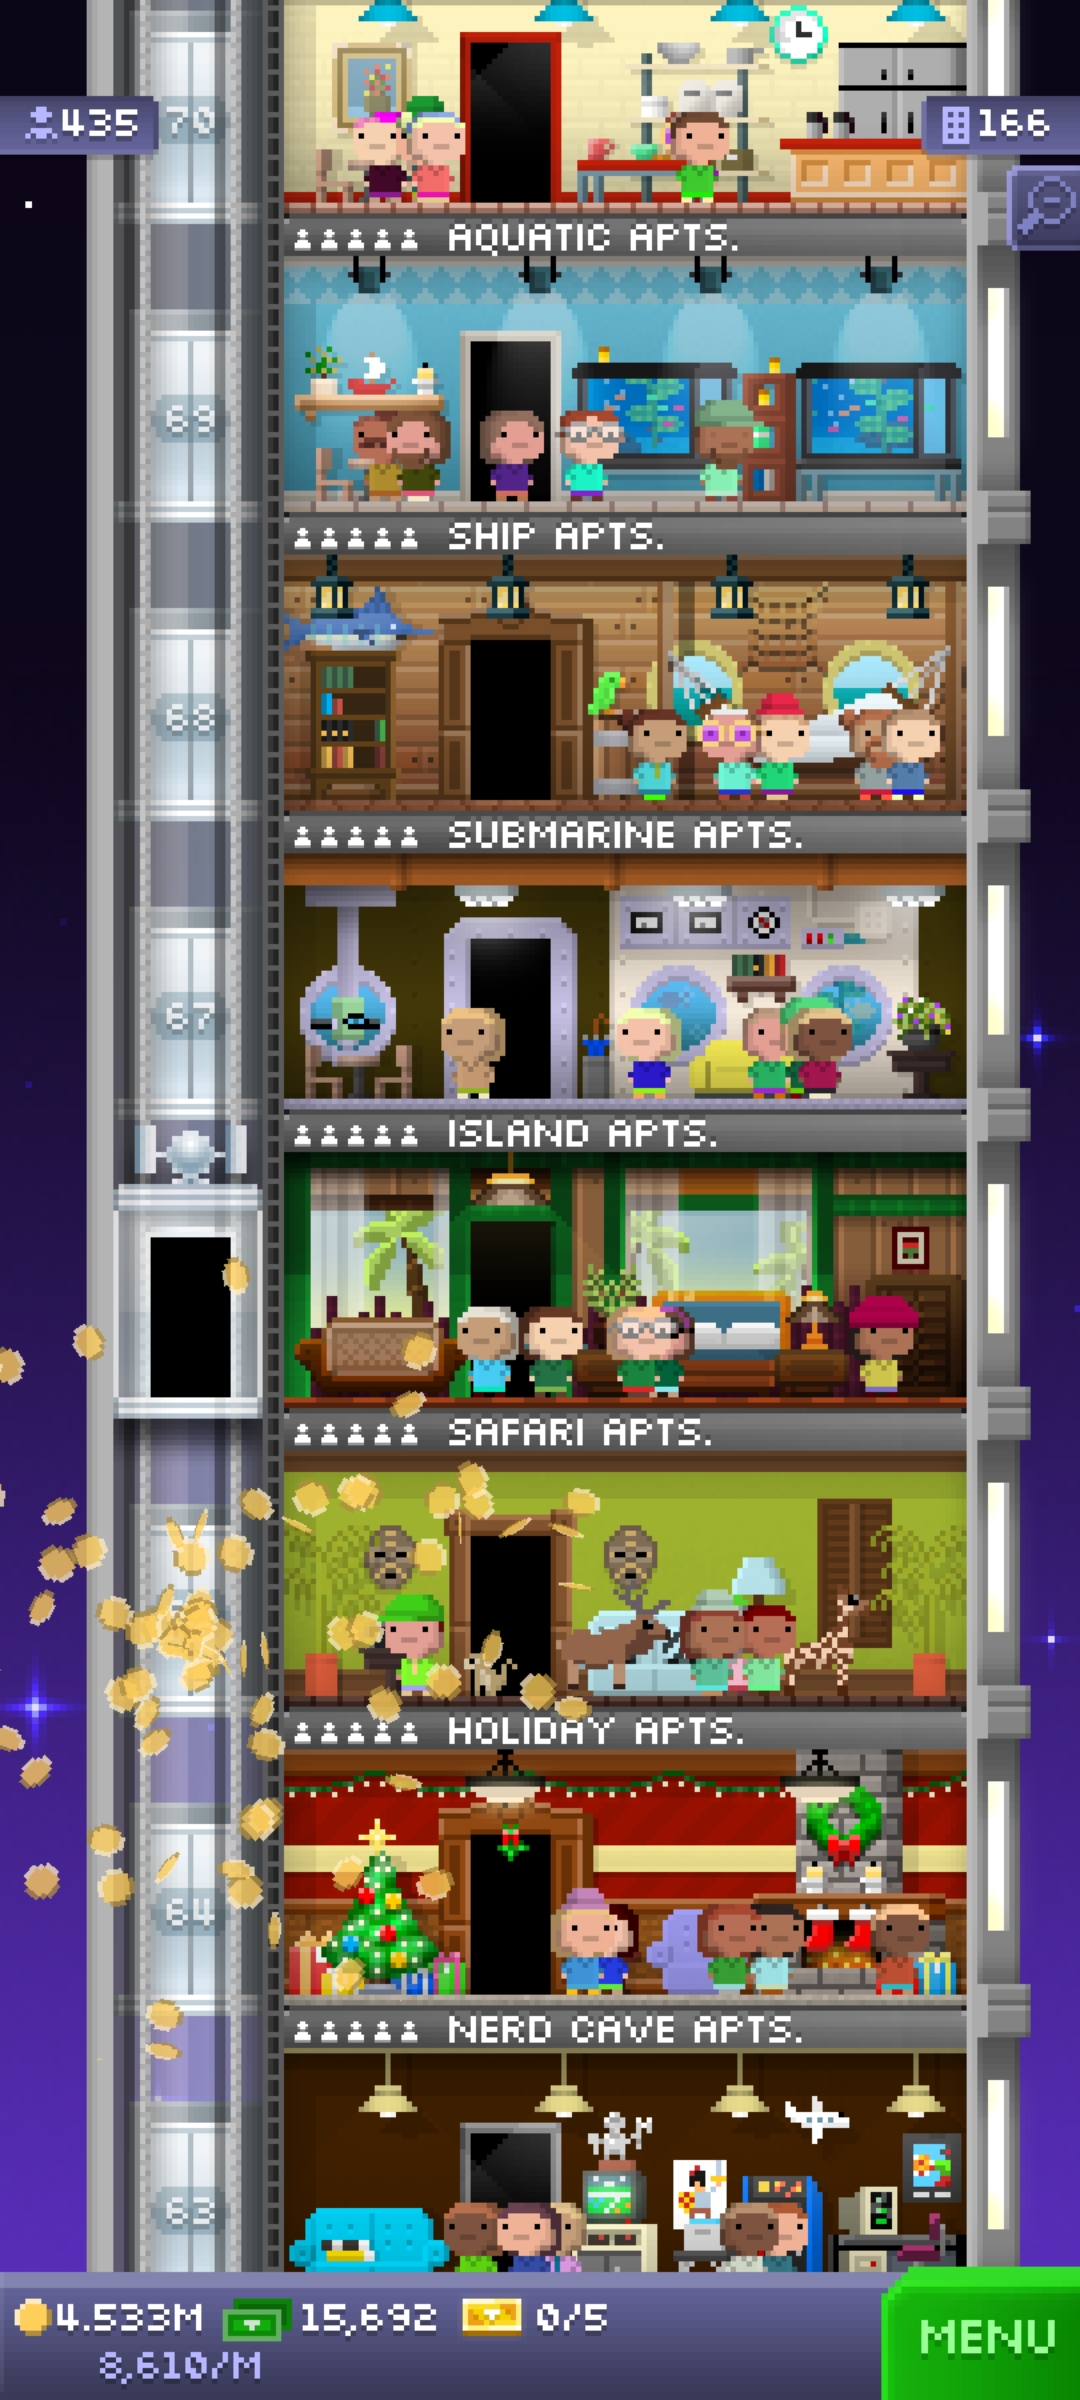 70
435
166
AQUATIC APTS.
69
SHIP APTS.
68
SUBMARINE APTS.
67
ISLAND APTS.
SAFARI APTS.
HOLIDAY APTS.
64
NERD CAVE APTS.
63
4.533M 15,692 0/5
8,610/M
MENU